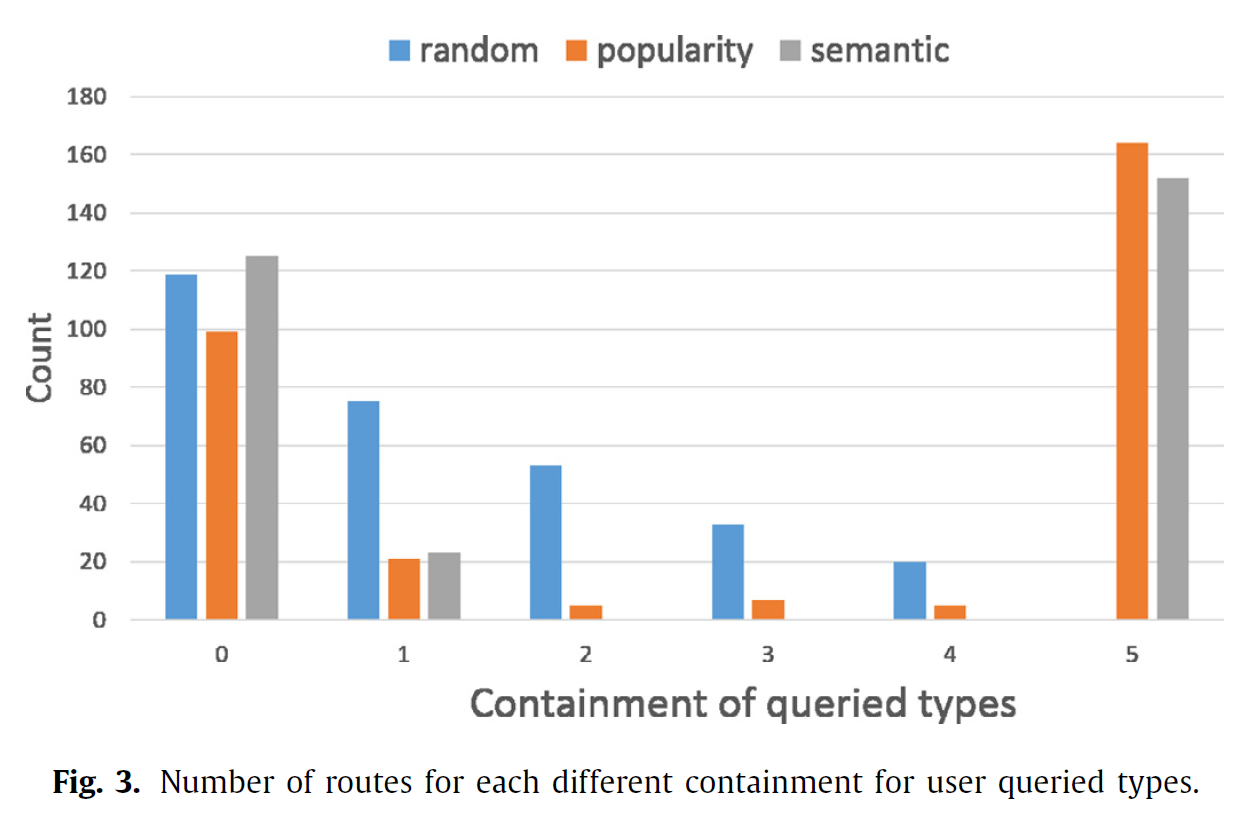 random popularity semantic
180
160
140
120
100
80
60
40
20
0
Count
0 1 2 3 4 5
Containment of queried types
Fig. 3. Number of routes for each different containment for user queried types.